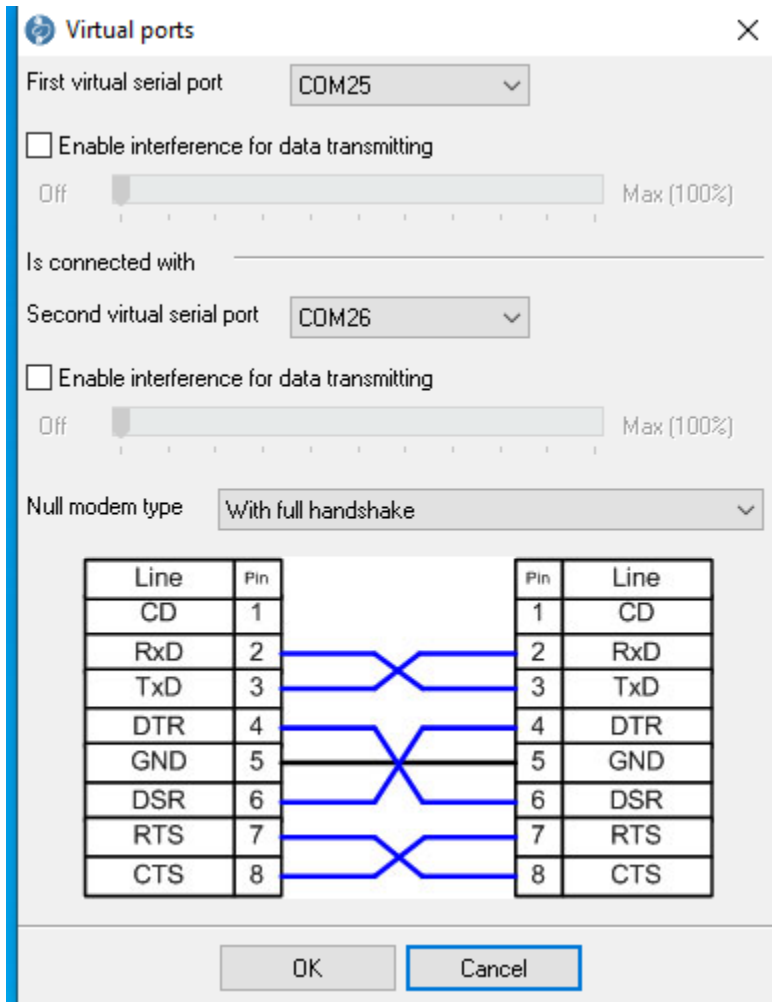 Virtual ports
First virtual serial port COM25
Enable interference for data transmitting
Off Max (100%)
Is connected with
Second virtual serial port COM26
Enable interference for data transmitting
Off Max (100%)
Null modem type With full handshake
Line Pin Pin Line
CD 1 1 CD
RxD 2 2 RxD
TxD 3 3 TxD
DTR 4 4 DTR
GND 5 5 GND
DSR 6 6 DSR
RTS 7 7 RTS
CTS 8 8 CTS
OK Cancel